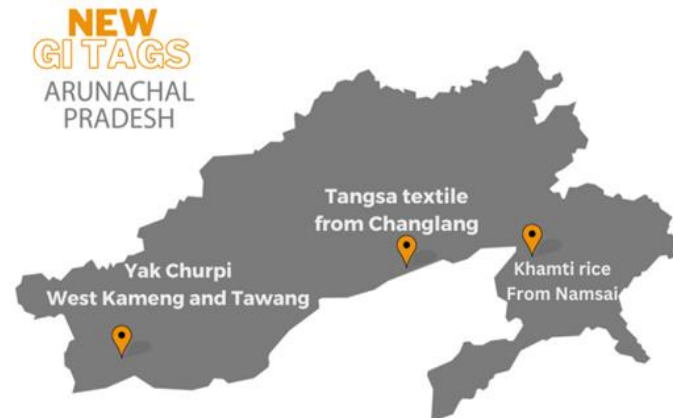 NEW
GI TAGS
ARUNACHAL
PRADESH
Tangsa textile
from Changlang
Yak Churpi
West Kameng and Tawang
Khamti rice
From Namsai